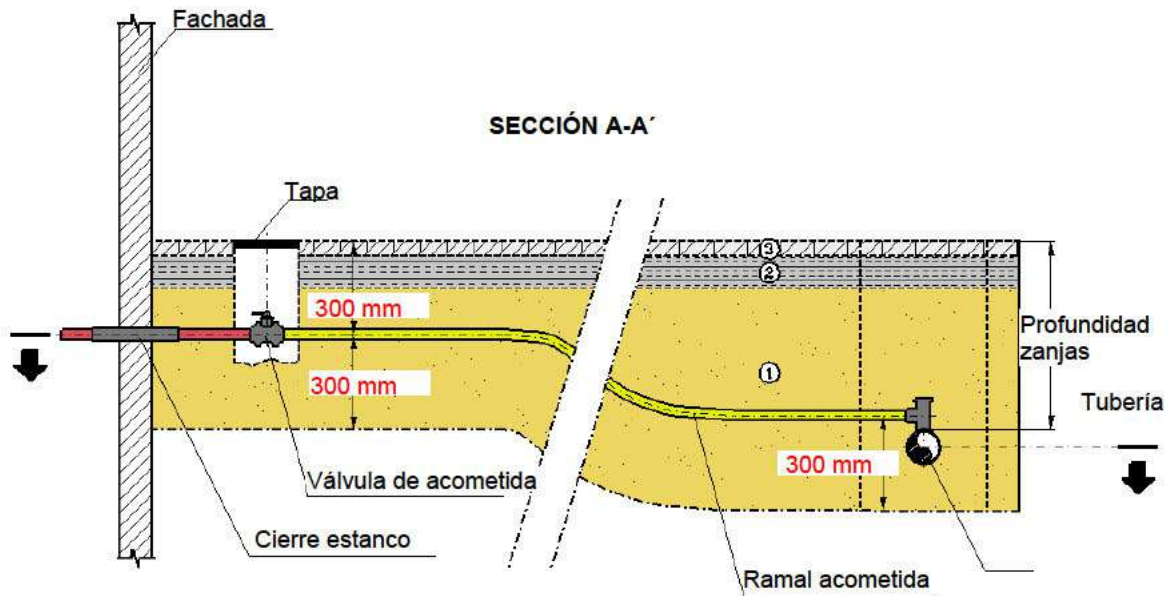 Fachada
SECCIÓN A-A´
Tapa
3
2
300 mm
Profundidad
zanjas
300 mm
1
Tubería
300 mm
Válvula de acometida
Cierre estanco
Ramal acometida